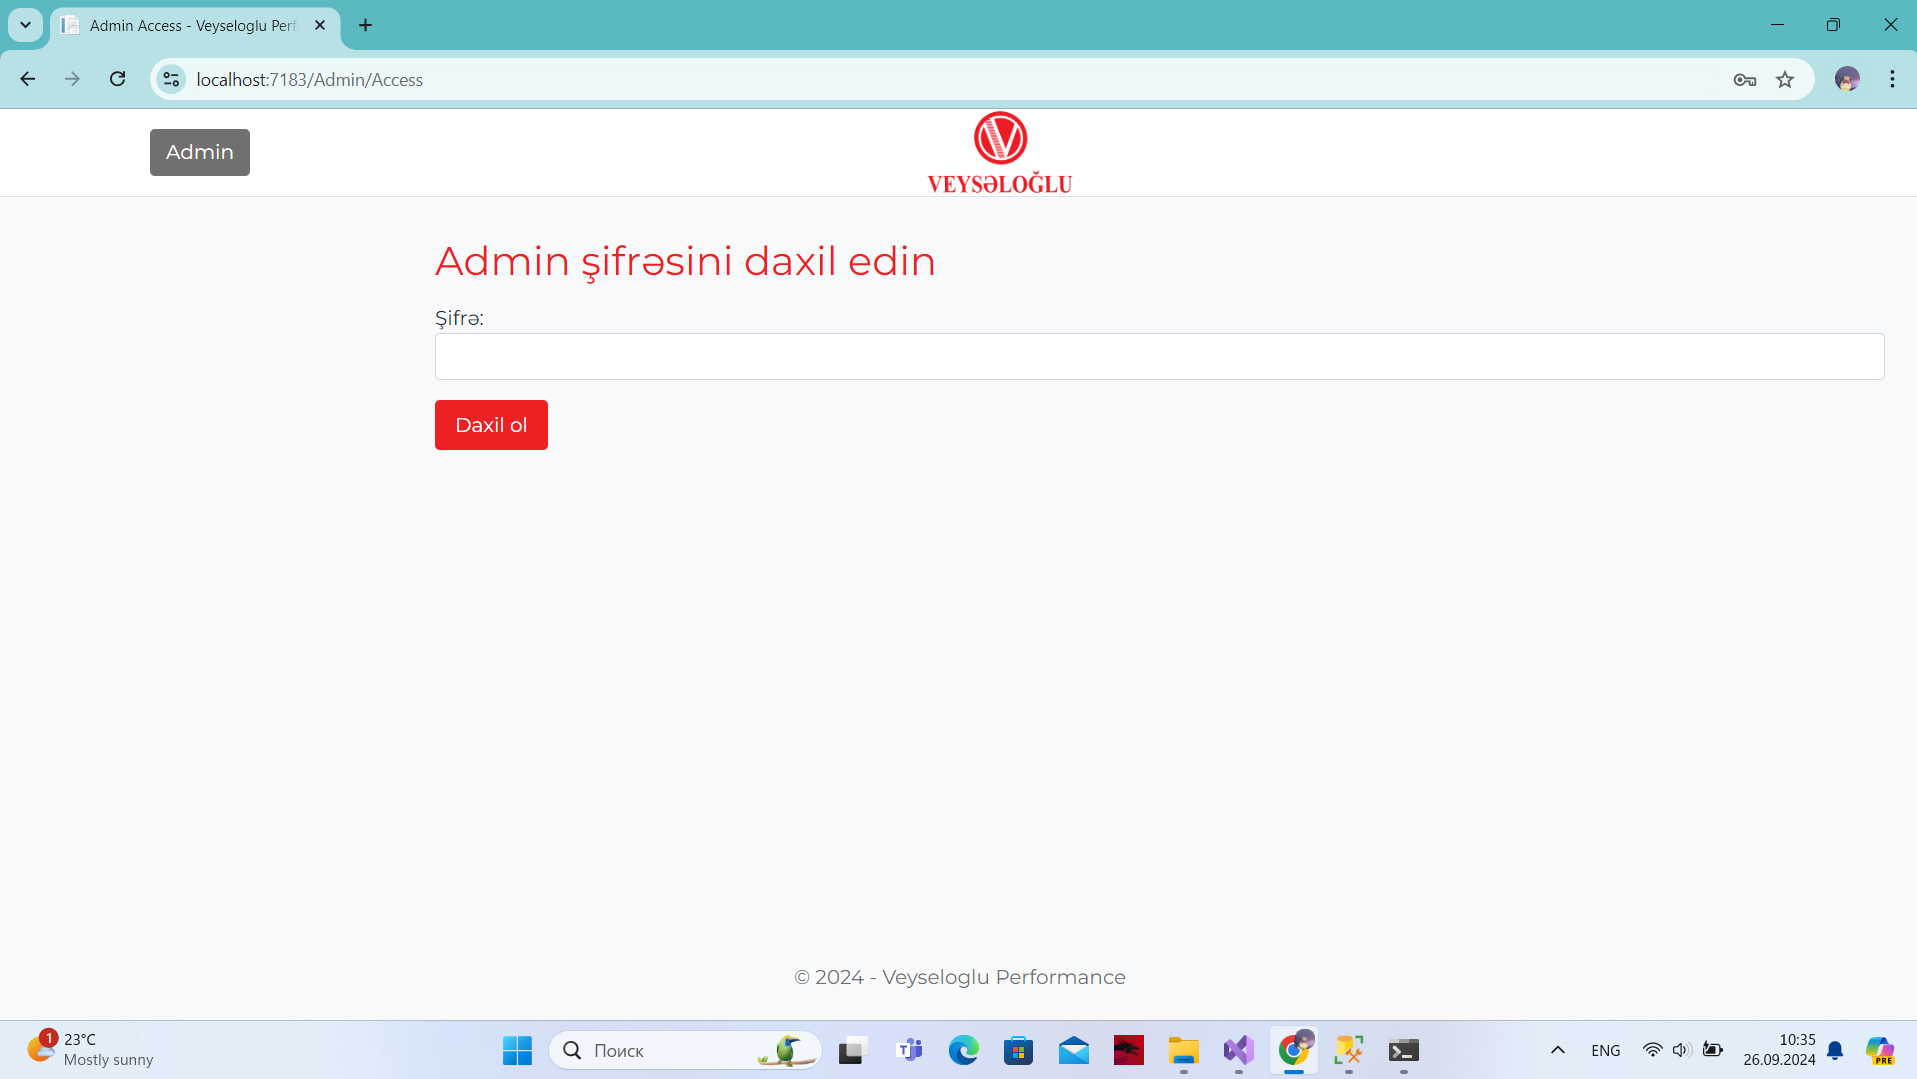 Admin Access - Veyseloglu Perf
localhost:7183/Admin/Access
Admin
VEYSƏLOĞLU
Admin şifrəsini daxil edin
Şifrə:
Daxil ol
© 2024 - Veyseloglu Performance
1
23°C
Mostly sunny
Поиск
ENG
10:35
26.09.2024
PRE